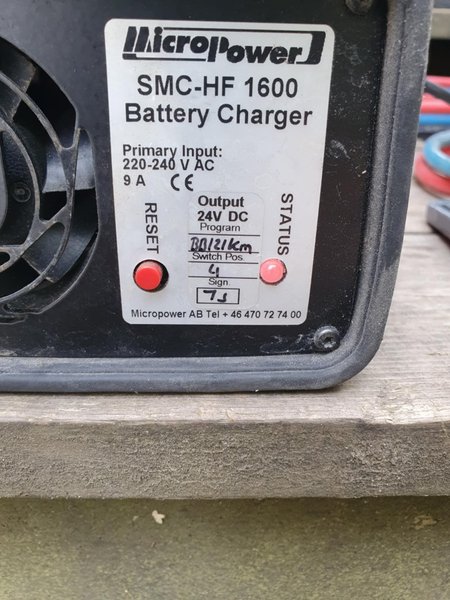 MicroPower
SMC-HF 1600
Battery Charger
Primary Input:
220-240 V AC
9 A CE
Output
24V DC
Program
Switch Pos.
4
Sign.
RESET
STATUS
Micropower AB Tel + 46 470 72 74 00